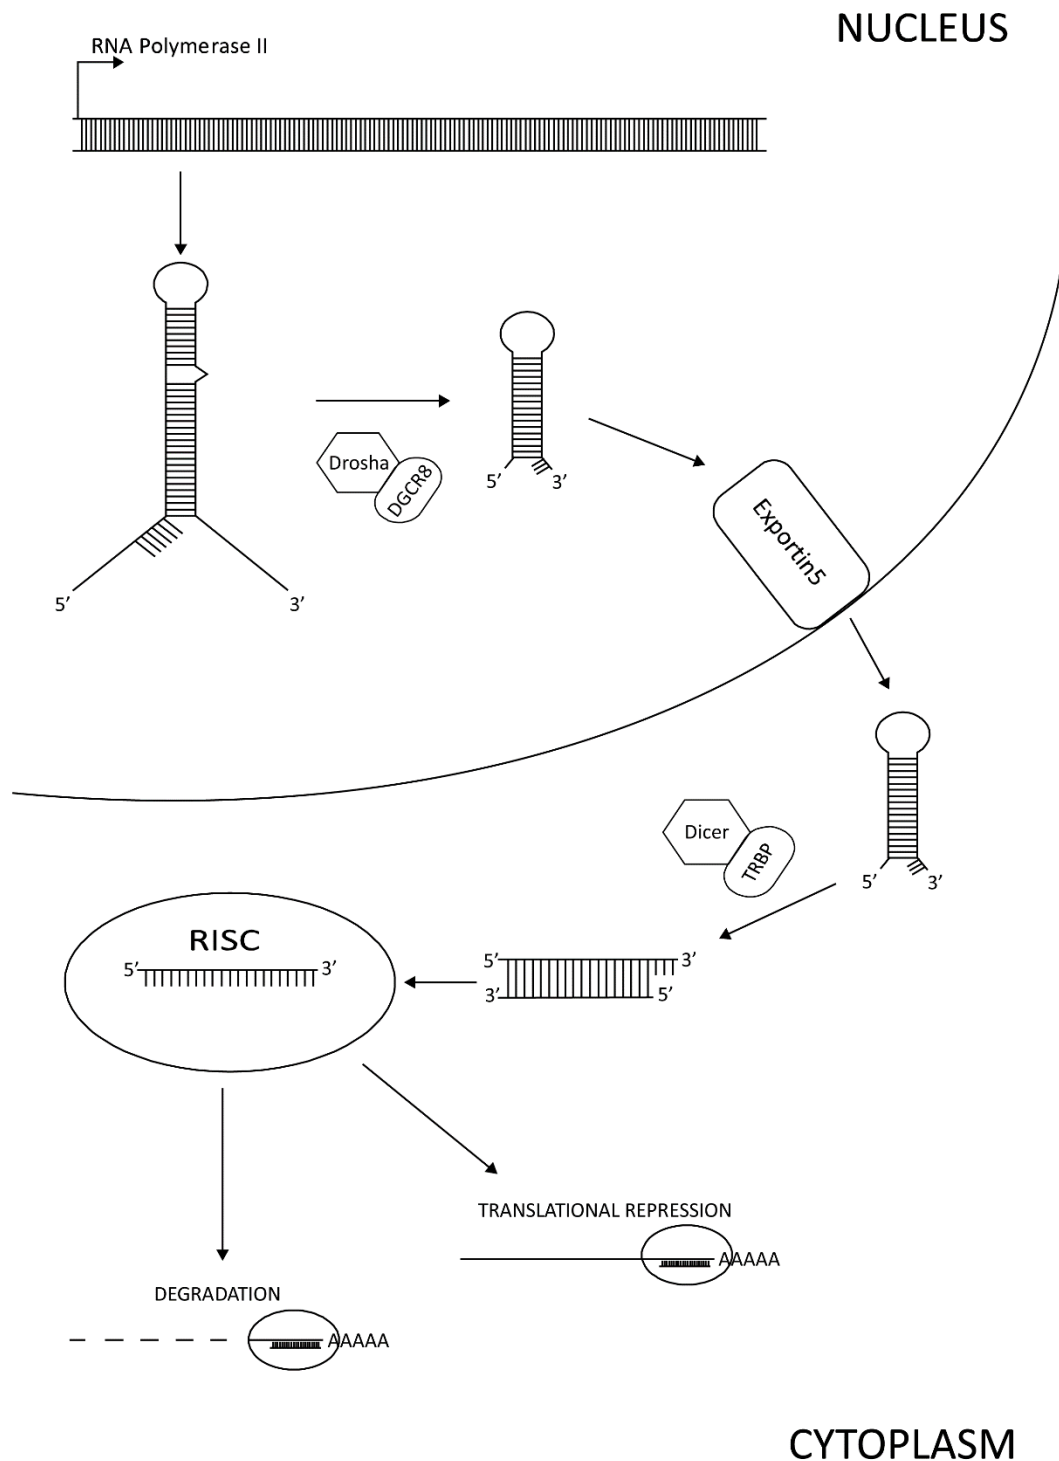 NUCLEUS
RNA Polymerase II
Drosha
DGCR8
5’
3’
5’
3’
Exportin5
Dicer
TRBP
5’
3’
RISC
5’
3’
5’
3’
3’
5’
TRANSLATIONAL REPRESSION
AAAAA
DEGRADATION
AAAAA
CYTOPLASM